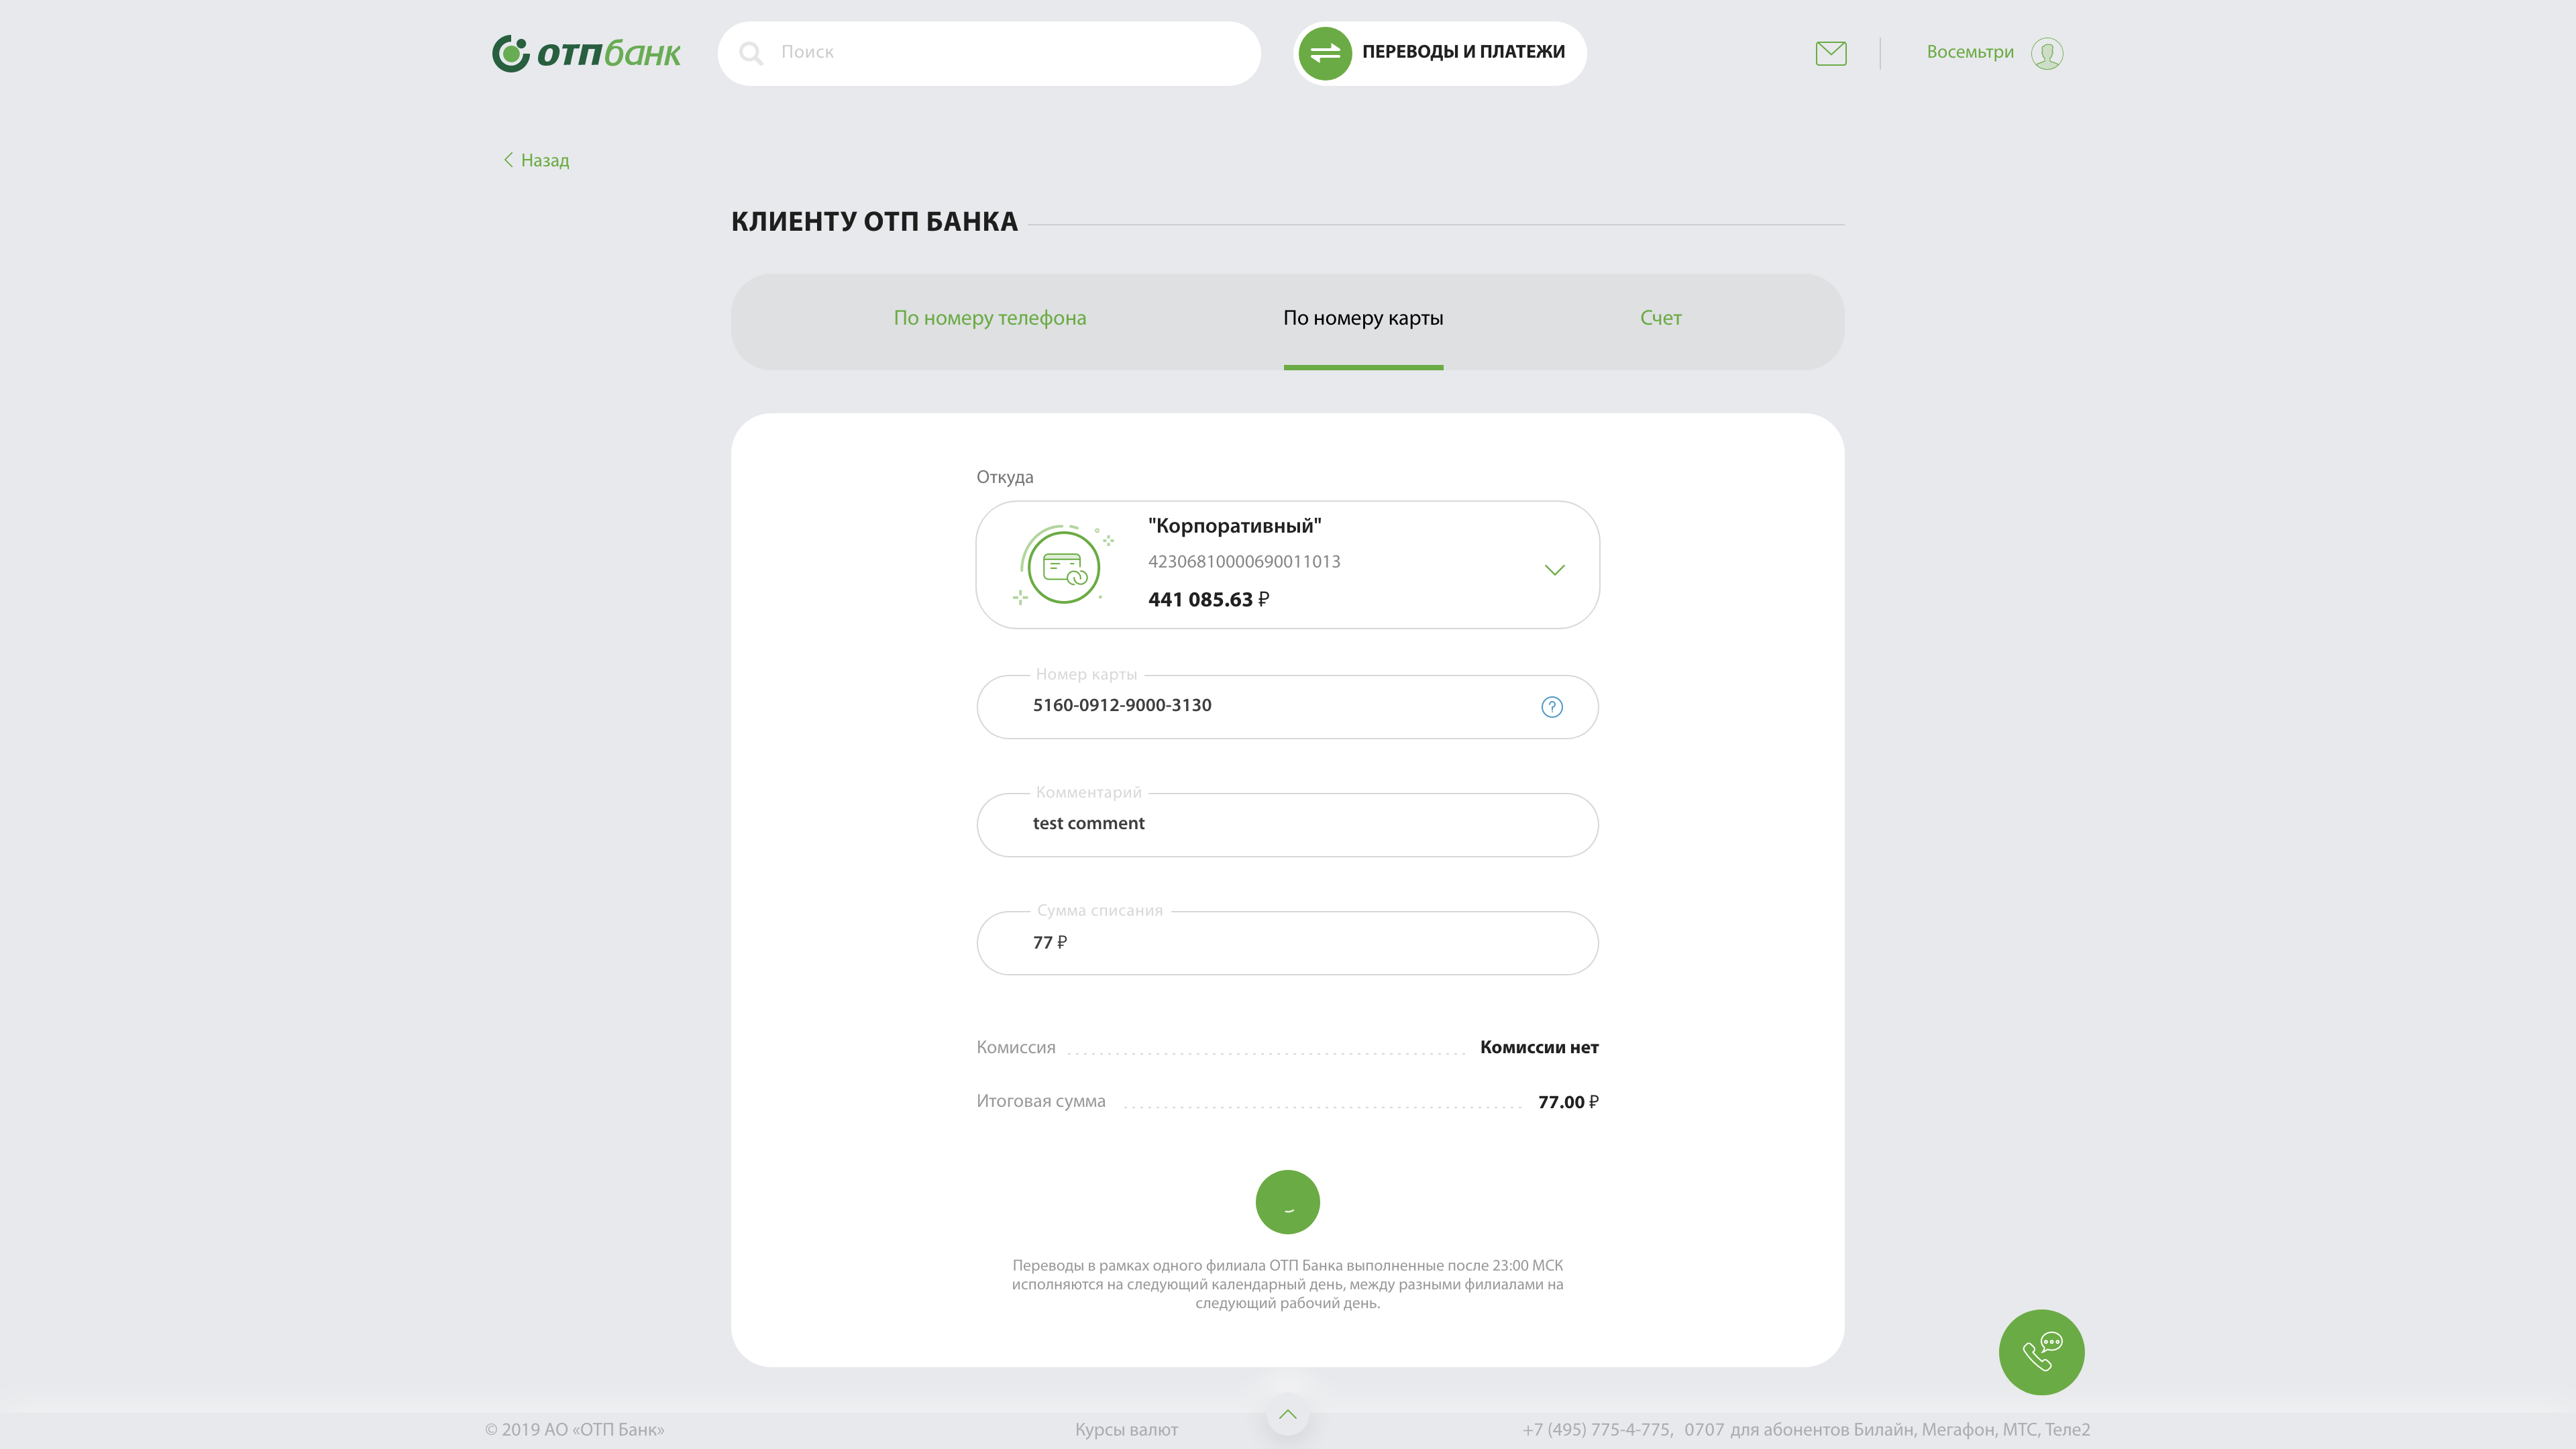 отпбанк
Поиск
ПЕРЕВОДЫ И ПЛАТЕЖИ
Восемьтри
Назад
КЛИЕНТУ ОТП БАНКА
По номеру телефона
По номеру карты
Счет
Откуда
"Корпоративный"
42306810000690011013
441 085.63 ₽
Номер карты
5160-0912-9000-3130
?
Комментарий
test comment
Сумма списания
77 ₽
Комиссия
Комиссии нет
Итоговая сумма
77.00 ₽
Переводы в рамках одного филиала ОТП Банка выполненные после 23:00 МСК
исполняются на следующий календарный день, между разными филиалами на
следующий рабочий день.
© 2019 АО «ОТП Банк»
Курсы валют
+7 (495) 775-4-775, 0707 для абонентов Билайн, Мегафон, МТС, Теле2